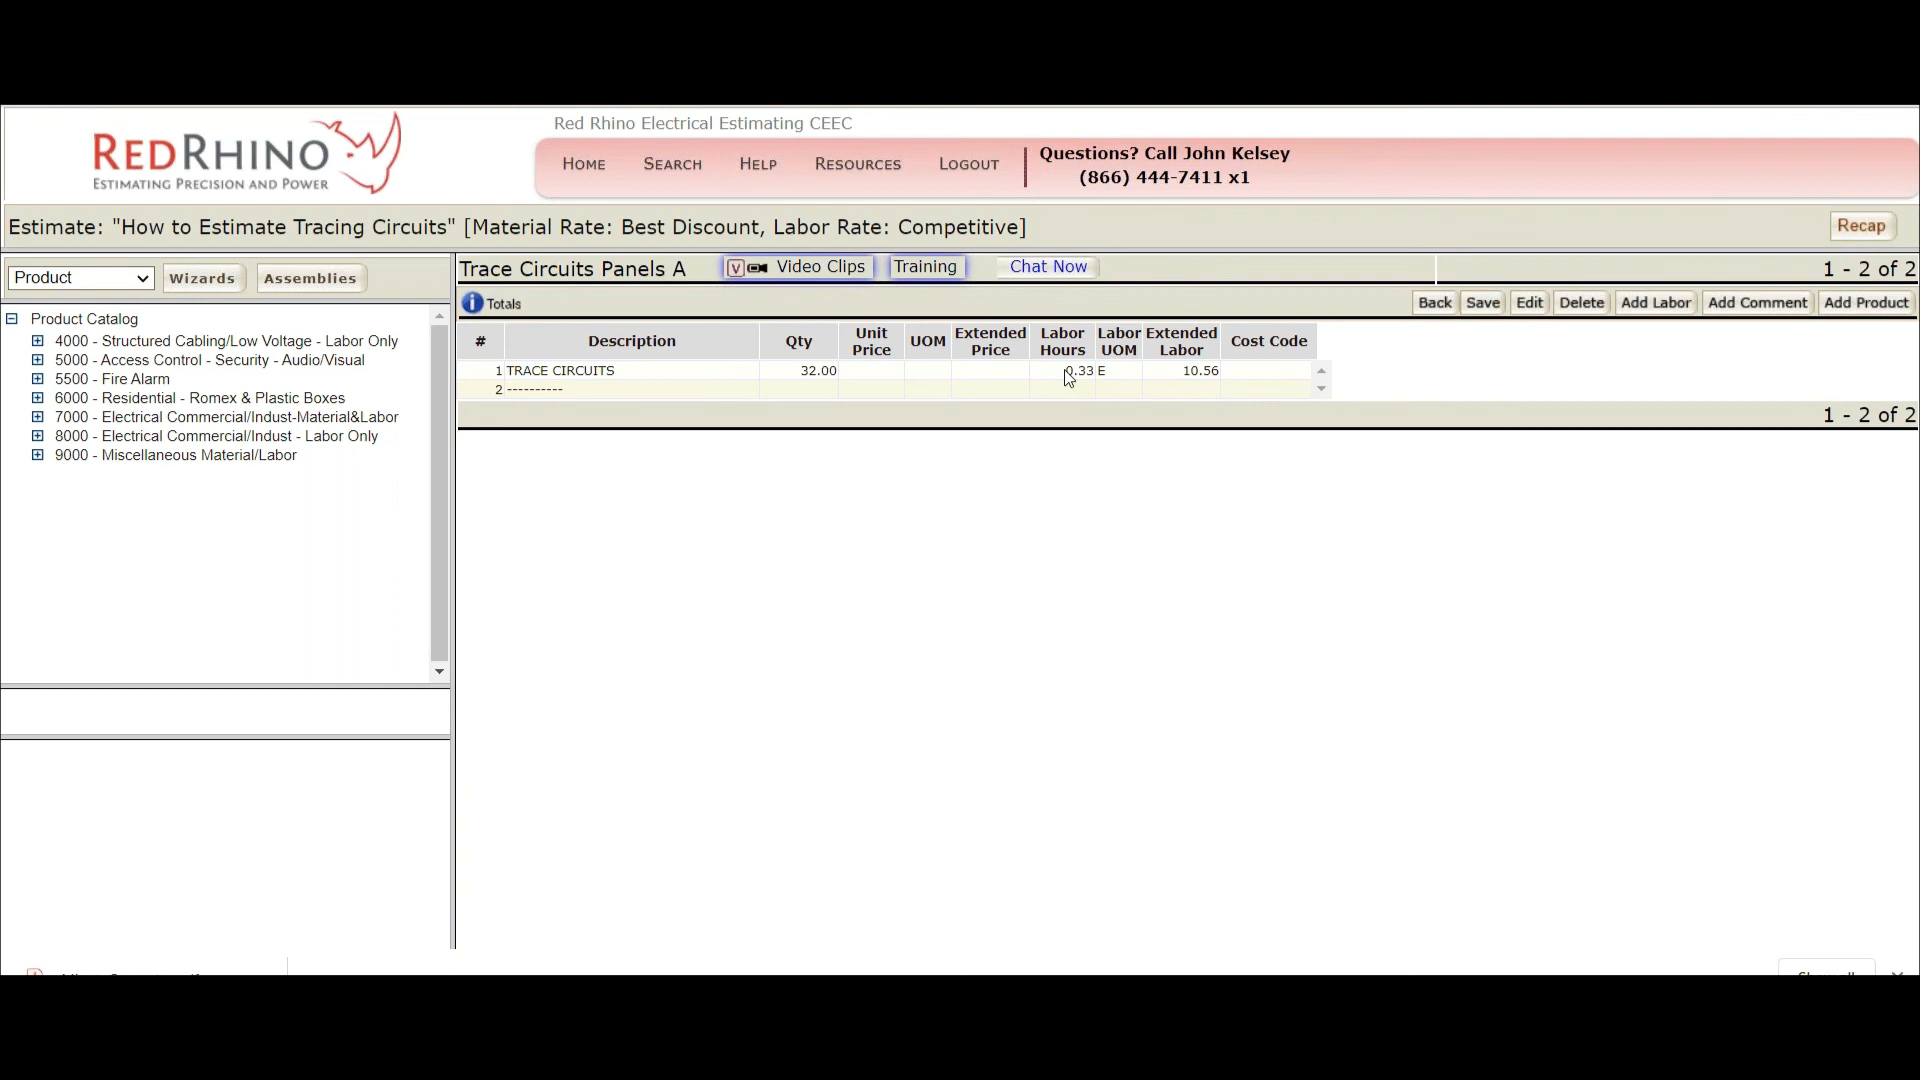 REDRHINO
ESTIMATING PRECISION AND POWER
Red Rhino Electrical Estimating CEEC
HOME SEARCH HELP RESOURCES LOGOUT
Questions? Call John Kelsey
(866) 444-7411 x1
Estimate: "How to Estimate Tracing Circuits" [Material Rate: Best Discount, Labor Rate: Competitive]
Recap
Product Wizards Assemblies
Product Catalog
4000 - Structured Cabling/Low Voltage - Labor Only
5000 - Access Control - Security - Audio/Visual
5500 - Fire Alarm
6000 - Residential - Romex & Plastic Boxes
7000 - Electrical Commercial/Indust-Material&Labor
8000 - Electrical Commercial/Indust - Labor Only
9000 - Miscellaneous Material/Labor
Trace Circuits Panels A V Video Clips Training Chat Now 1 - 2 of 2
i Totals Back Save Edit Delete Add Labor Add Comment Add Product
# Description Qty Unit Price UOM Extended Price Labor Hours Labor UOM Extended Labor Cost Code
1 TRACE CIRCUITS 32.00 0.33 E 10.56
2 ----------
1 - 2 of 2